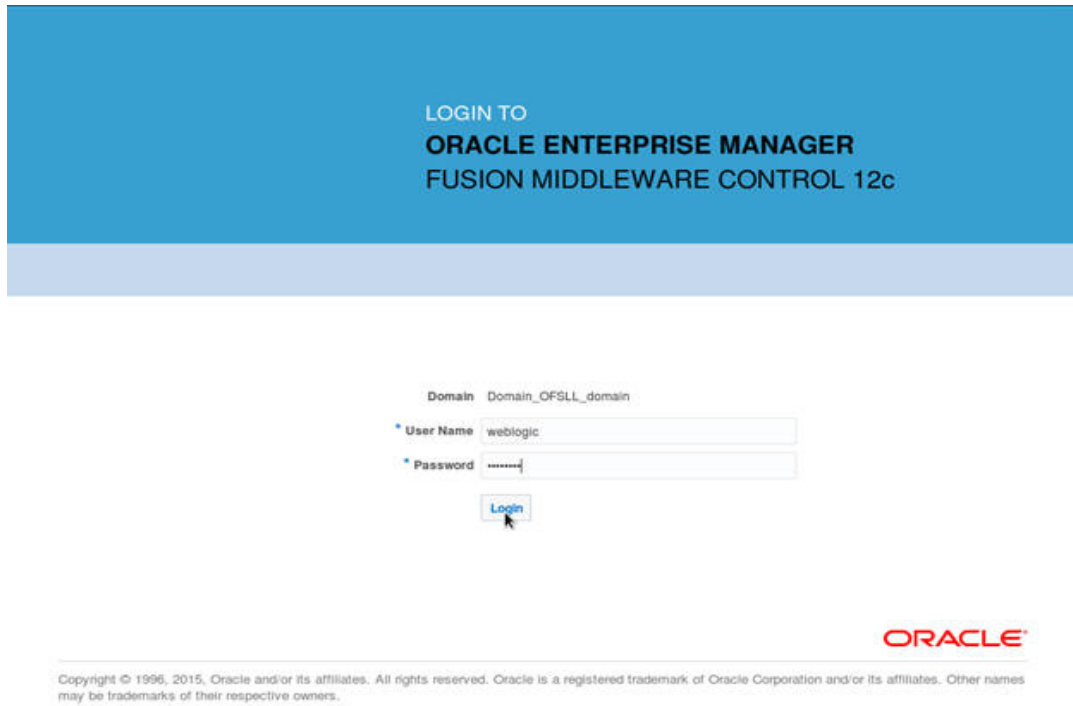 LOGIN TO
ORACLE ENTERPRISE MANAGER
FUSION MIDDLEWARE CONTROL 12c
Domain Domain_OFSLL_domain
* User Name weblogic
* Password ••••••••
Login
ORACLE
Copyright © 1996, 2015, Oracle and/or its affiliates. All rights reserved. Oracle is a registered trademark of Oracle Corporation and/or its affiliates. Other names
may be trademarks of their respective owners.